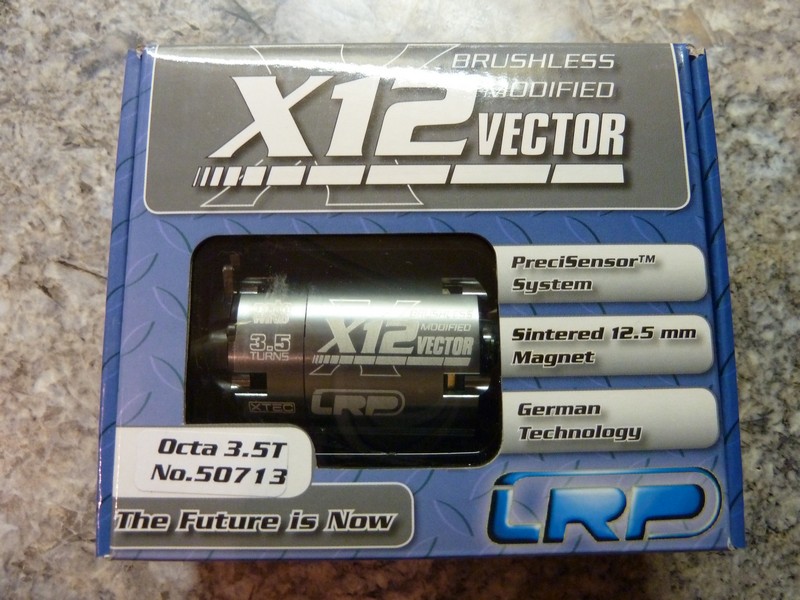 BRUSHLESS
MODIFIED
X12 VECTOR
PreciSensor™
System
Sintered 12.5 mm
Magnet
German
Technology
3.5
TURNS
X12
MODIFIED
VECTOR
XTEC
LRP
Octa 3.5T
No.50713
The Future is Now
LRP